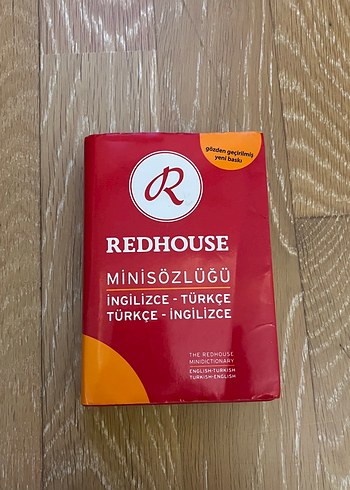 gözden geçirilmiş
yeni baskı
R
REDHOUSE
MİNİSÖZLÜĞÜ
İNGİLİZCE - TÜRKÇE
TÜRKÇE - İNGİLİZCE
THE REDHOUSE
MINIDICTIONARY
ENGLISH-TURKISH
TURKISH-ENGLISH